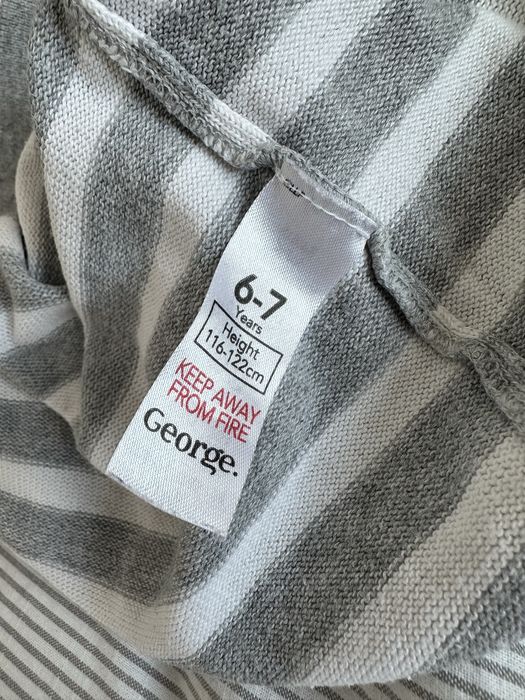 6-7
Years
Height
116-122cm
KEEP AWAY
FROM FIRE
George.